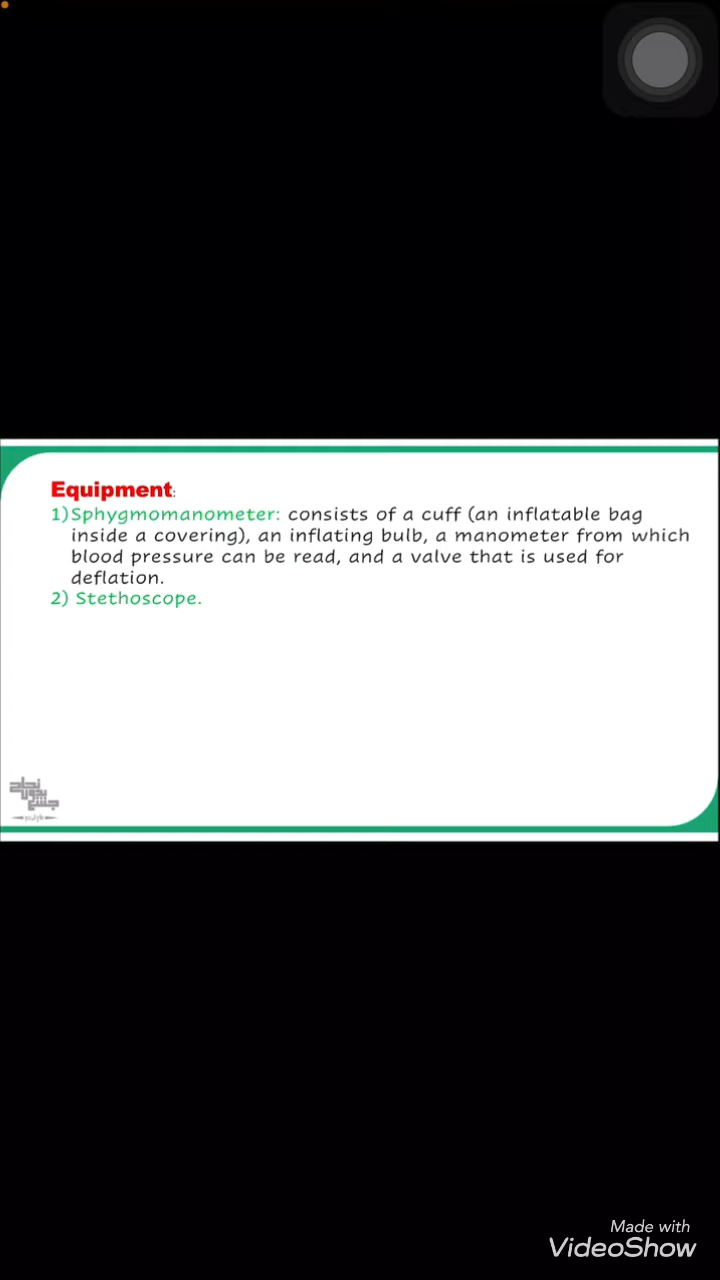 Equipment:
1)Sphygmomanometer: consists of a cuff (an inflatable bag
inside a covering), an inflating bulb, a manometer from which
blood pressure can be read, and a valve that is used for
deflation.
2) Stethoscope.
Made with
VideoShow